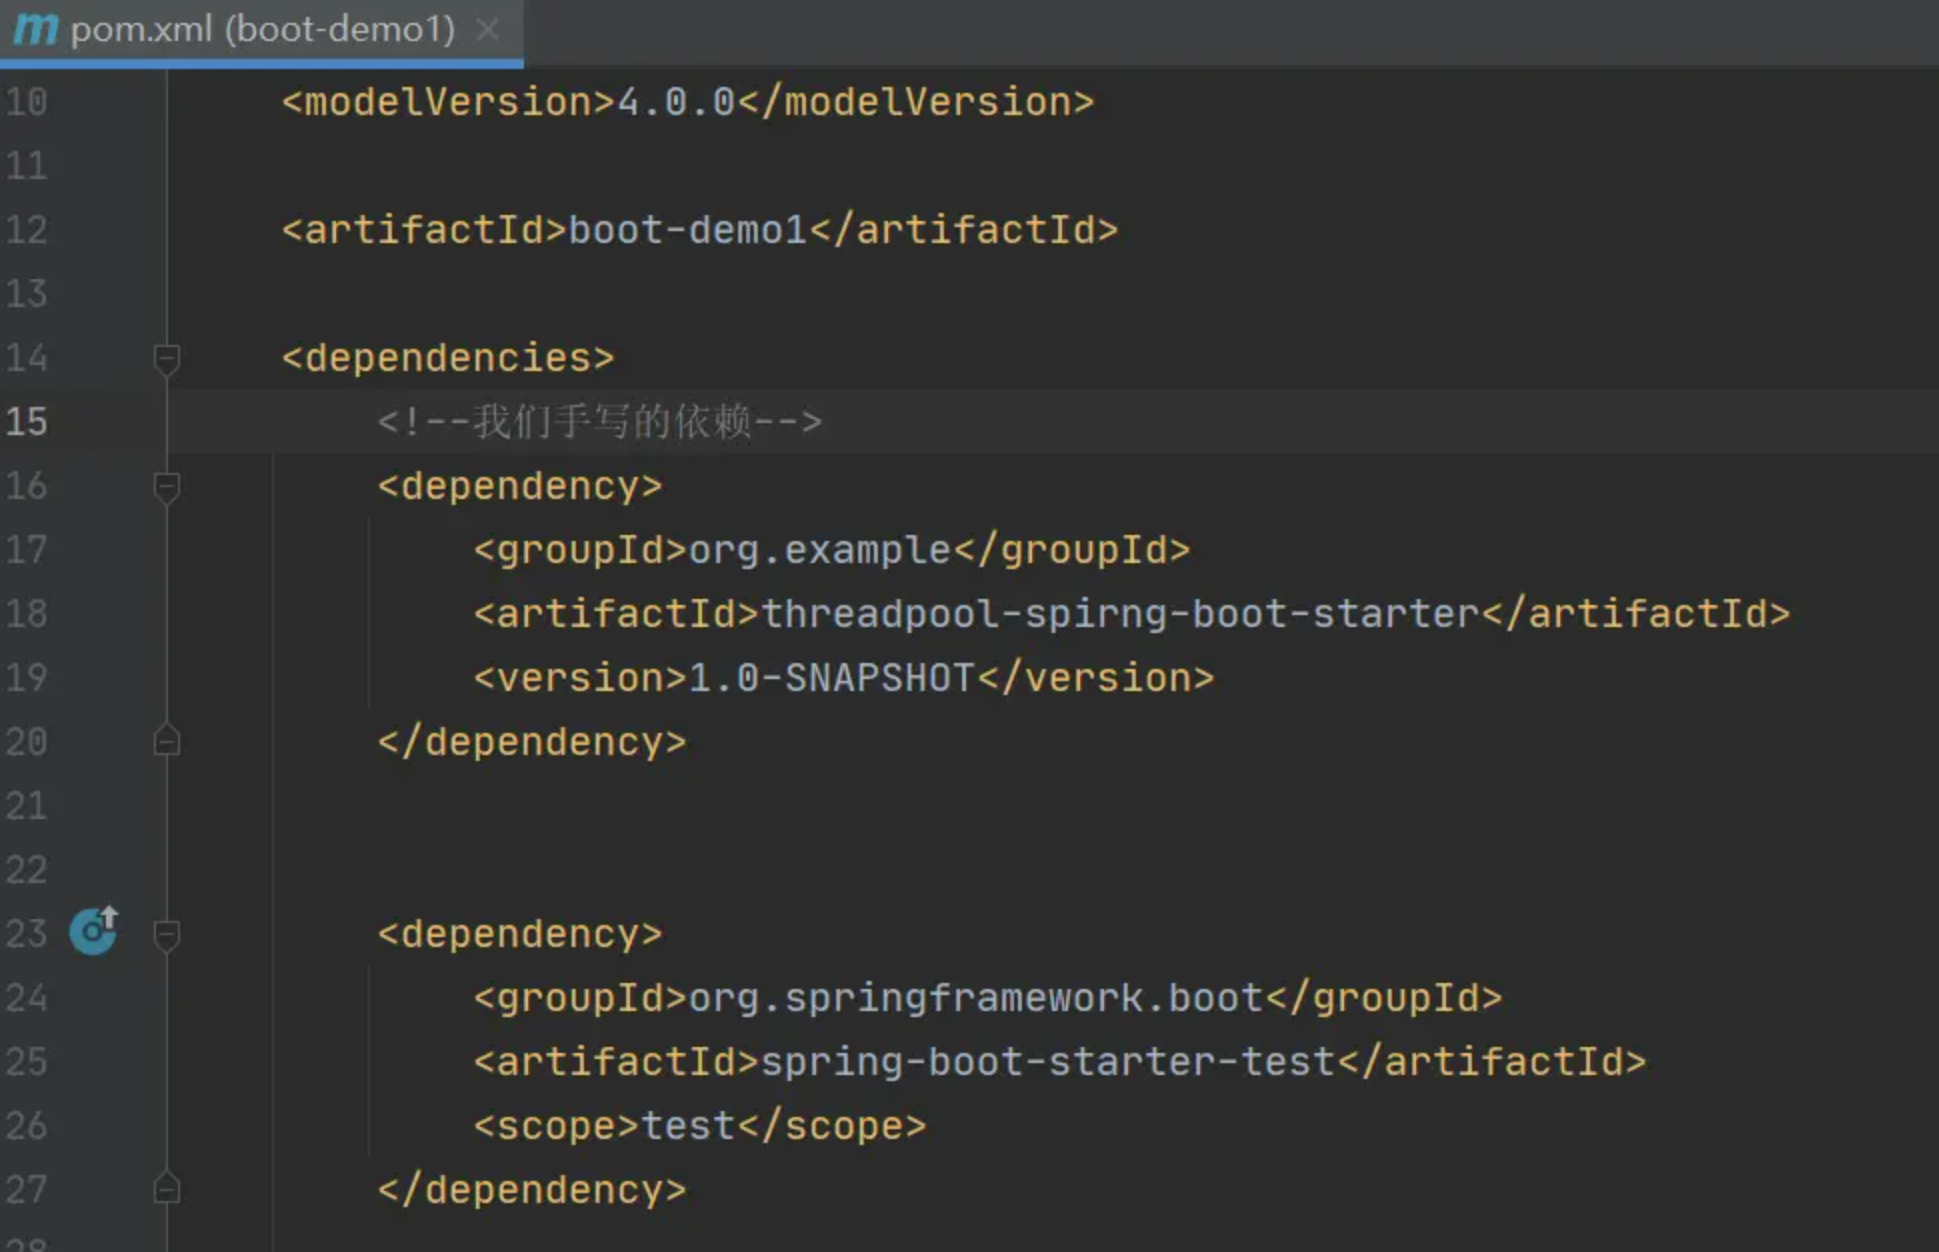 pom.xml (boot-demo1)
10 <modelVersion>4.0.0</modelVersion>
11
12 <artifactId>boot-demo1</artifactId>
13
14 <dependencies>
15 <!--我们手写的依赖-->
16 <dependency>
17 <groupId>org.example</groupId>
18 <artifactId>threadpool-spirng-boot-starter</artifactId>
19 <version>1.0-SNAPSHOT</version>
20 </dependency>
21
22
23 <dependency>
24 <groupId>org.springframework.boot</groupId>
25 <artifactId>spring-boot-starter-test</artifactId>
26 <scope>test</scope>
27 </dependency>
28